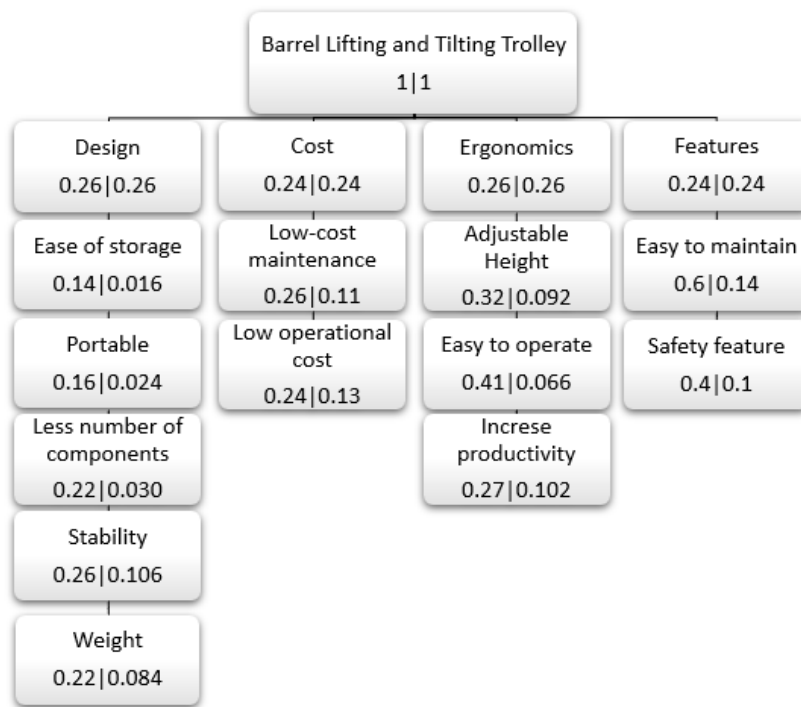 Barrel Lifting and Tilting Trolley
1|1
Design
0.26|0.26
Cost
0.24|0.24
Ergonomics
0.26|0.26
Features
0.24|0.24
Ease of storage
0.14|0.016
Low-cost
maintenance
0.26|0.11
Adjustable
Height
0.32|0.092
Easy to maintain
0.6|0.14
Portable
0.16|0.024
Low operational
cost
0.24|0.13
Easy to operate
0.41|0.066
Safety feature
0.4|0.1
Less number of
components
0.22|0.030
Increse
productivity
0.27|0.102
Stability
0.26|0.106
Weight
0.22|0.084